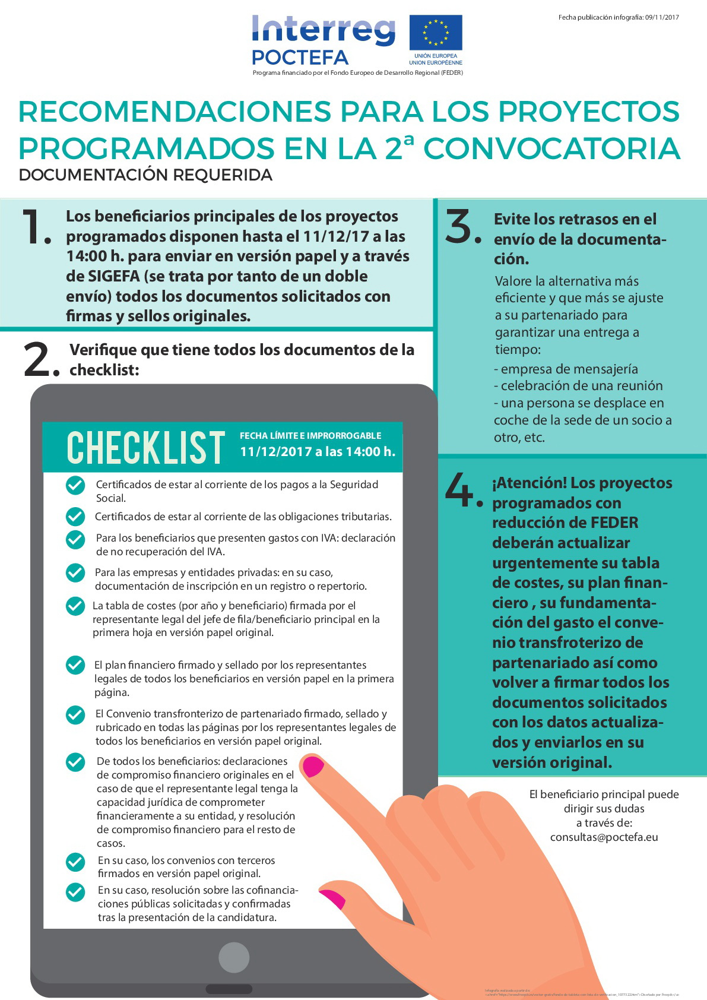 Fecha publicación infografía: 09/11/2017
Interreg
POCTEFA
UNIÓN EUROPEA
UNION EUROPÉENNE
Programa financiado por el Fondo Europeo de Desarrollo Regional (FEDER)
RECOMENDACIONES PARA LOS PROYECTOS
PROGRAMADOS EN LA 2ª CONVOCATORIA
DOCUMENTACIÓN REQUERIDA
1.
Los beneficiarios principales de los proyectos
programados disponen hasta el 11/12/17 a las
14:00 h. para enviar en versión papel y a través
de SIGEFA (se trata por tanto de un doble
envío) todos los documentos solicitados con
firmas y sellos originales.
2.
Verifique que tiene todos los documentos de la
checklist:
CHECKLIST
FECHA LÍMITE E IMPRORROGABLE
11/12/2017 a las 14:00 h.
Certificados de estar al corriente de los pagos a la Seguridad
Social.
Certificados de estar al corriente de las obligaciones tributarias.
Para los beneficiarios que presenten gastos con IVA: declaración
de no recuperación del IVA.
Para las empresas y entidades privadas: en su caso,
documentación de inscripción en un registro o repertorio.
La tabla de costes (por año y beneficiario) firmada por el
representante legal del jefe de fila/beneficiario principal en la
primera hoja en versión papel original.
El plan financiero firmado y sellado por los representantes
legales de todos los beneficiarios en versión papel en la primera
página.
El Convenio transfronterizo de partenariado firmado, sellado y
rubricado en todas las páginas por los representantes legales de
todos los beneficiarios en versión papel original.
De todos los beneficiarios: declaraciones
de compromiso financiero originales en el
caso de que el representante legal tenga la
capacidad jurídica de comprometer
financieramente a su entidad, y resolución
de compromiso financiero para el resto de
casos.
En su caso, los convenios con terceros
firmados en versión papel original.
En su caso, resolución sobre las cofinancia-
ciones públicas solicitadas y confirmadas
tras la presentación de la candidatura.
3.
Evite los retrasos en el
envío de la documenta-
ción.
Valore la alternativa más
eficiente y que más se ajuste
a su partenariado para
garantizar una entrega a
tiempo:
- empresa de mensajería
- celebración de una reunión
- una persona se desplace en
coche de la sede de un socio a
otro, etc.
4.
¡Atención! Los proyectos
programados con
reducción de FEDER
deberán actualizar
urgentemente su tabla
de costes, su plan finan-
ciero , su fundamenta-
ción del gasto el conve-
nio transfroterizo de
partenariado así como
volver a firmar todos los
documentos solicitados
con los datos actualiza-
dos y enviarlos en su
versión original.
El beneficiario principal puede
dirigir sus dudas
a través de:
consultas@poctefa.eu
Infografía realizada a partir de: